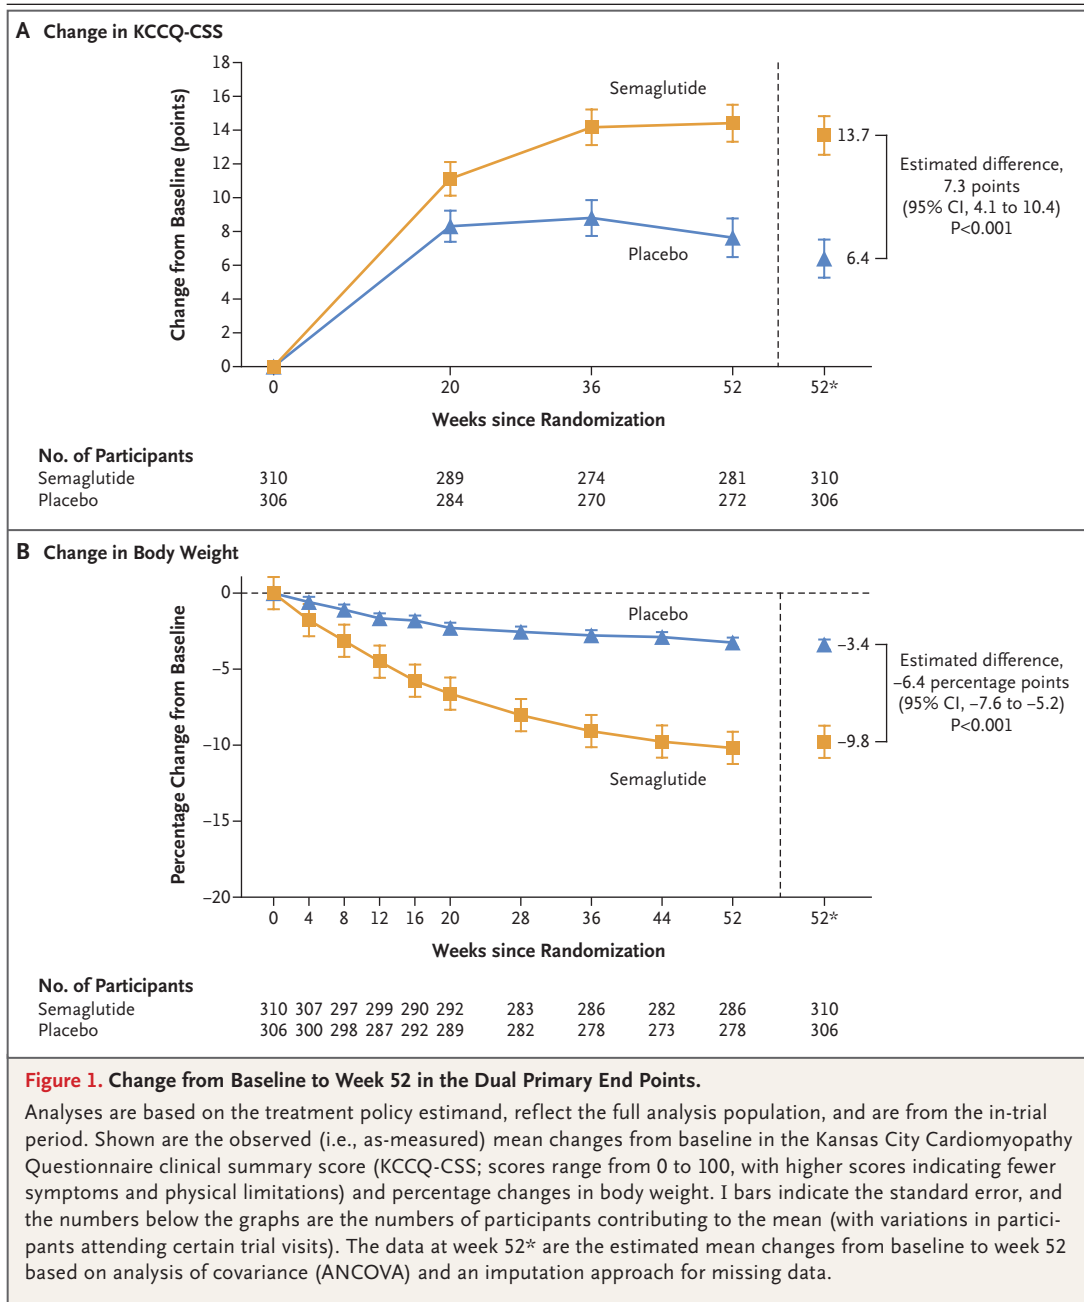 A Change in KCCQ-CSS
Change from Baseline (points)
18
16
14
12
10
8
6
4
2
0
Semaglutide
Placebo
13.7
6.4
Estimated difference,
7.3 points
(95% CI, 4.1 to 10.4)
P<0.001
0 20 36 52 52*
Weeks since Randomization
No. of Participants
Semaglutide 310 289 274 281 310
Placebo 306 284 270 272 306
B Change in Body Weight
Percentage Change from Baseline
0
−5
−10
−15
−20
Placebo
Semaglutide
−3.4
−9.8
Estimated difference,
−6.4 percentage points
(95% CI, −7.6 to −5.2)
P<0.001
0 4 8 12 16 20 28 36 44 52 52*
Weeks since Randomization
No. of Participants
Semaglutide 310 307 297 299 290 292 283 286 282 286 310
Placebo 306 300 298 287 292 289 282 278 273 278 306
Figure 1. Change from Baseline to Week 52 in the Dual Primary End Points.
Analyses are based on the treatment policy estimand, reflect the full analysis population, and are from the in-trial
period. Shown are the observed (i.e., as-measured) mean changes from baseline in the Kansas City Cardiomyopathy
Questionnaire clinical summary score (KCCQ-CSS; scores range from 0 to 100, with higher scores indicating fewer
symptoms and physical limitations) and percentage changes in body weight. I bars indicate the standard error, and
the numbers below the graphs are the numbers of participants contributing to the mean (with variations in partici-
pants attending certain trial visits). The data at week 52* are the estimated mean changes from baseline to week 52
based on analysis of covariance (ANCOVA) and an imputation approach for missing data.